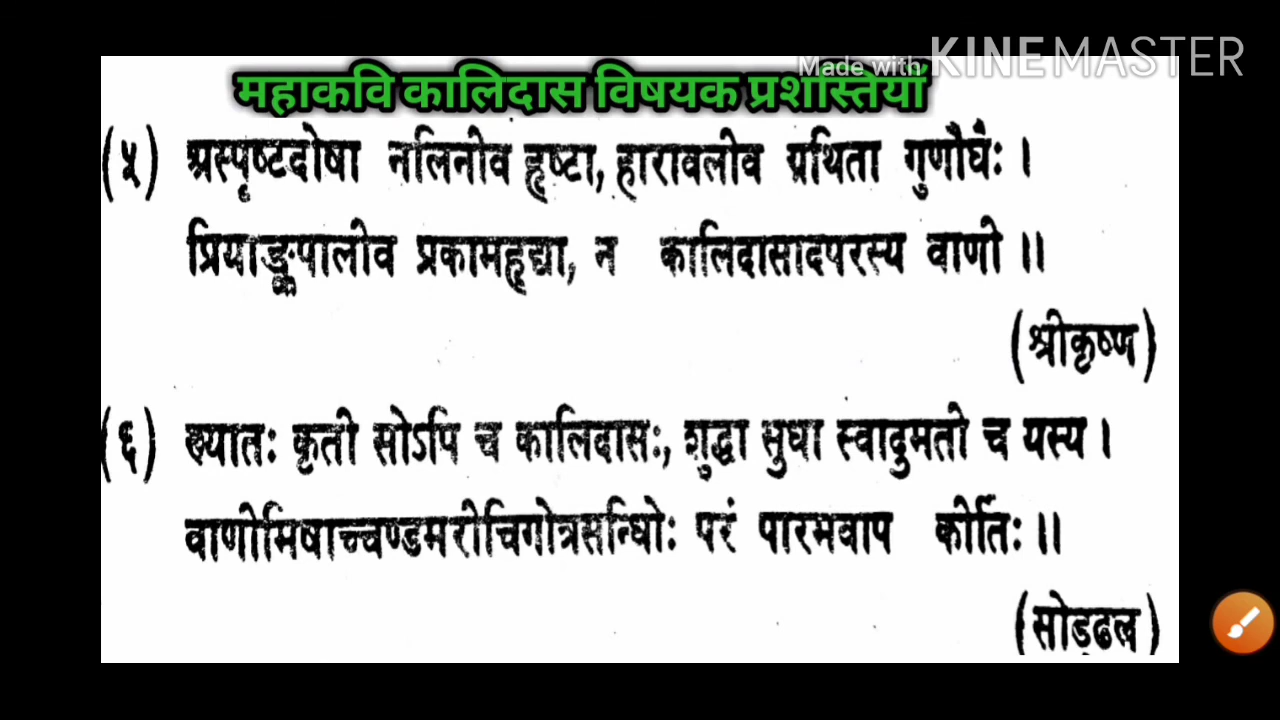 Made with KINEMASTER
महाकवि कालिदास विषयक प्रशस्तियाँ
(५) अस्पृष्टदोषा नलिनीव हृष्टा, हारावलीव ग्रथिता गुणौघैः ।
प्रियाङ्कपालीव प्रकामहृद्या, न कालिदासादपरस्य वाणी ॥
(श्रीकृष्ण)
(६) ख्यातः कृती सोऽपि च कालिदासः, शुद्धा सुधा स्वादुमती च यस्य ।
वाणीमिषाच्चण्डमरीचिगोत्रसन्धिोः परं पारमवाप कीर्तिः ॥
(सोड्ढल)